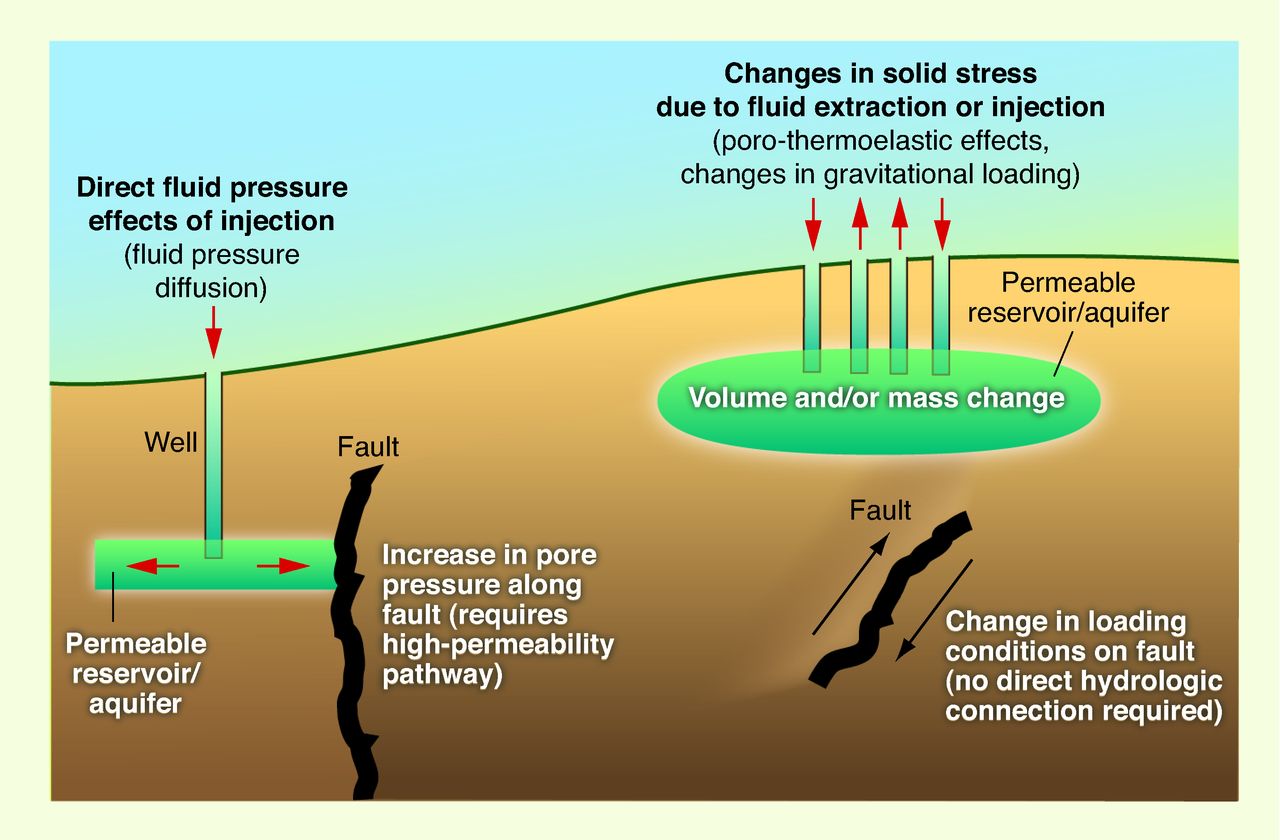 Direct fluid pressure
effects of injection
(fluid pressure
diffusion)
Well
Fault
Increase in pore
pressure along
fault (requires
high-permeability
pathway)
Permeable
reservoir/
aquifer
Changes in solid stress
due to fluid extraction or injection
(poro-thermoelastic effects,
changes in gravitational loading)
Permeable
reservoir/aquifer
Volume and/or mass change
Fault
Change in loading
conditions on fault
(no direct hydrologic
connection required)